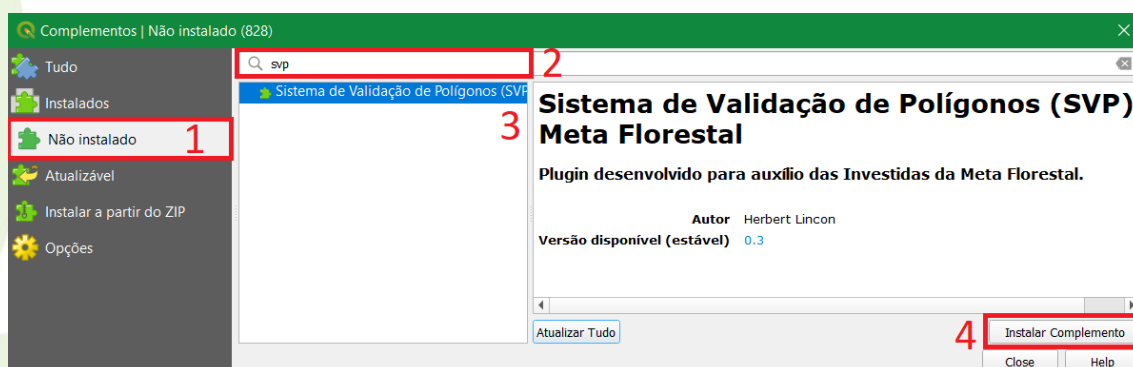 Complementos | Não instalado (828)
Tudo
Instalados
Não instalado 1
Atualizável
Instalar a partir do ZIP
Opções
svp 2
Sistema de Validação de Polígonos (SVP
3
Sistema de Validação de Polígonos (SVP)
Meta Florestal
Plugin desenvolvido para auxílio das Investidas da Meta Florestal.
Autor Herbert Lincon
Versão disponível (estável) 0.3
Atualizar Tudo
4 Instalar Complemento
Close Help